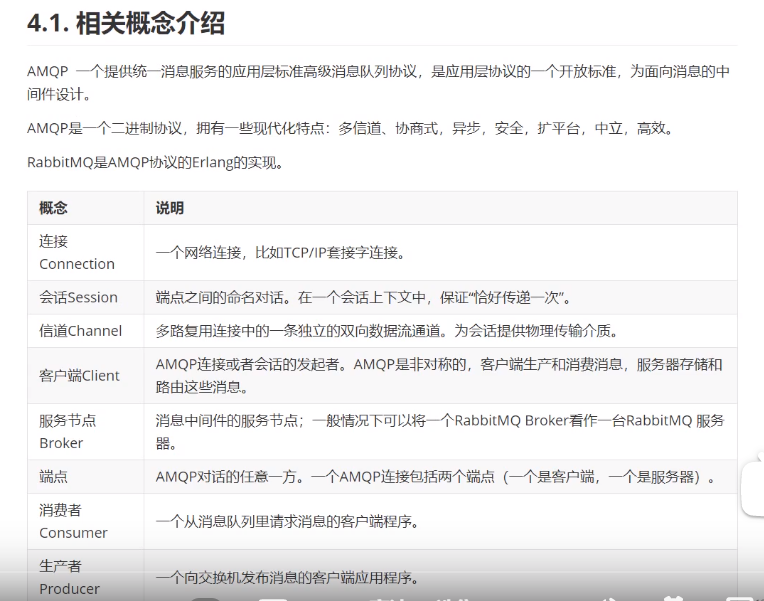 4.1. 相关概念介绍
AMQP 一个提供统一消息服务的应用层标准高级消息队列协议，是应用层协议的一个开放标准，为面向消息的中
间件设计。
AMQP是一个二进制协议，拥有一些现代化特点：多信道、协商式，异步，安全，扩平台，中立，高效。
RabbitMQ是AMQP协议的Erlang的实现。
概念 说明
连接
Connection
一个网络连接，比如TCP/IP套接字连接。
会话Session 端点之间的命名对话。在一个会话上下文中，保证“恰好传递一次”。
信道Channel 多路复用连接中的一条独立的双向数据流通道。为会话提供物理传输介质。
客户端Client
AMQP连接或者会话的发起者。AMQP是非对称的，客户端生产和消费消息，服务器存储和
路由这些消息。
服务节点
Broker
消息中间件的服务节点；一般情况下可以将一个RabbitMQ Broker看作一台RabbitMQ 服务
器。
端点 AMQP对话的任意一方。一个AMQP连接包括两个端点（一个是客户端，一个是服务器）。
消费者
Consumer
一个从消息队列里请求消息的客户端程序。
生产者
Producer
一个向交换机发布消息的客户端应用程序。